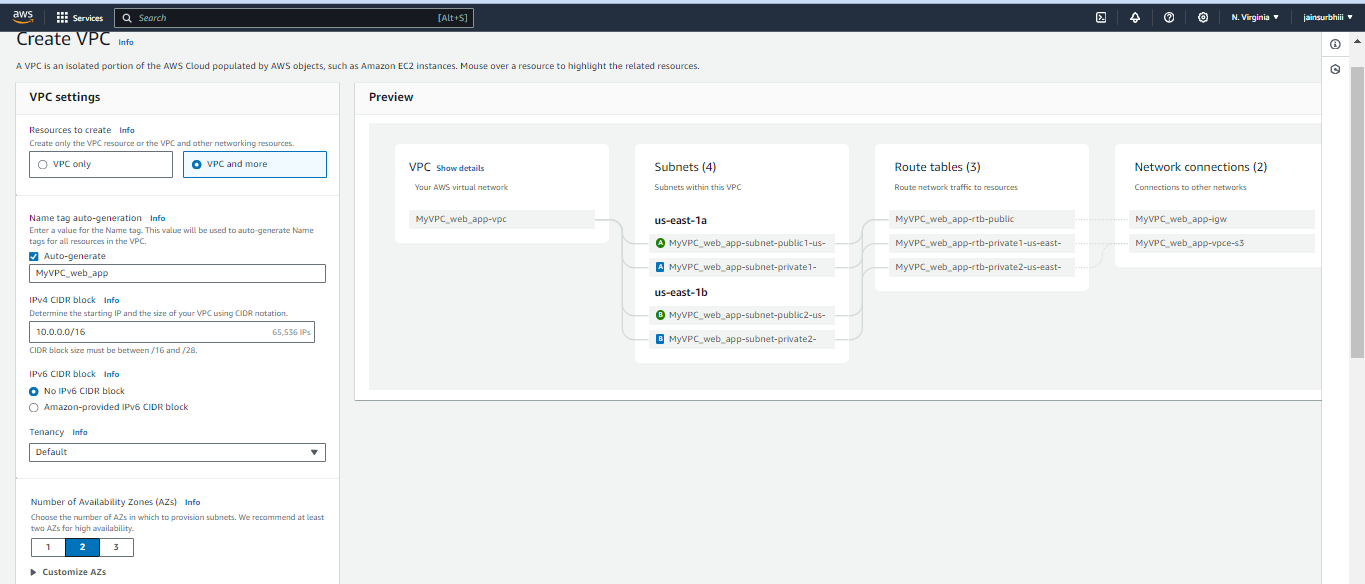 aws
Services
Search
[Alt+S]
N. Virginia
jainsurbhiii
Create VPC Info
A VPC is an isolated portion of the AWS Cloud populated by AWS objects, such as Amazon EC2 instances. Mouse over a resource to highlight the related resources.
VPC settings
Resources to create Info
Create only the VPC resource or the VPC and other networking resources.
VPC only
VPC and more
Name tag auto-generation Info
Enter a value for the Name tag. This value will be used to auto-generate Name
tags for all resources in the VPC.
Auto-generate
MyVPC_web_app
IPv4 CIDR block Info
Determine the starting IP and the size of your VPC using CIDR notation.
10.0.0.0/16
65,536 IPs
CIDR block size must be between /16 and /28.
IPv6 CIDR block Info
No IPv6 CIDR block
Amazon-provided IPv6 CIDR block
Tenancy Info
Default
Number of Availability Zones (AZs) Info
Choose the number of AZs in which to provision subnets. We recommend at least
two AZs for high availability.
1
2
3
Customize AZs
Preview
VPC Show details
Your AWS virtual network
MyVPC_web_app-vpc
Subnets (4)
Subnets within this VPC
us-east-1a
A MyVPC_web_app-subnet-public1-us-
A MyVPC_web_app-subnet-private1-
us-east-1b
B MyVPC_web_app-subnet-public2-us-
B MyVPC_web_app-subnet-private2-
Route tables (3)
Route network traffic to resources
MyVPC_web_app-rtb-public
MyVPC_web_app-rtb-private1-us-east-
MyVPC_web_app-rtb-private2-us-east-
Network connections (2)
Connections to other networks
MyVPC_web_app-igw
MyVPC_web_app-vpce-s3